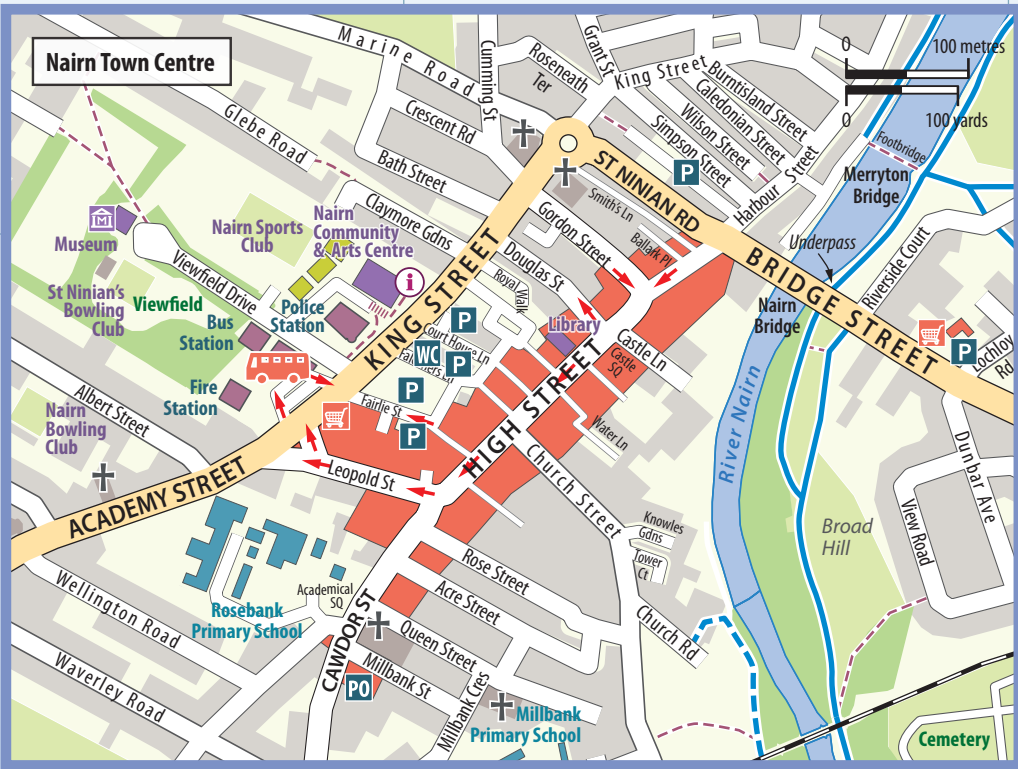 Nairn Town Centre
Marine Road
Cumming St
Grant St
Roseneath
Ter
King Street
Burntisland Street
Caledonian Street
Wilson Street
Simpson Street
0
100 metres
0
100 yards
Glebe Road
Crescent Rd
Bath Street
P
ST NINIAN RD
Harbour Street
Footbridge
Merryton
Bridge
Smith's Ln
Claymore Gdns
Gordon Street
Ballark Pl
Museum
Nairn Sports
Club
Nairn
Community
& Arts Centre
i
Douglas St
Royal Walk
BRIDGE STREET
Underpass
Riverside Court
Viewfield Drive
St Ninian's
Bowling
Club
Viewfield
Police
Station
Bus
Station
KING STREET
P
Court House Ln
WC
P
Library
Castle Ln
Castle
SQ
Nairn
Bridge
P
Lochloy
Rd
Fire
Station
P
Fairlie St
P
HIGH STREET
Water Ln
River Nairn
Albert Street
Nairn
Bowling
Club
ACADEMY STREET
Leopold St
Church Street
Dunbar Ave
View Road
Knowles
Gdns
Tower
Ct
Broad
Hill
Rose Street
Acre Street
Academical
SQ
Rosebank
Primary School
Wellington Road
Waverley Road
CAWDOR ST
Queen Street
Millbank St
PO
Millbank Cres
Millbank
Primary School
Church Rd
Cemetery